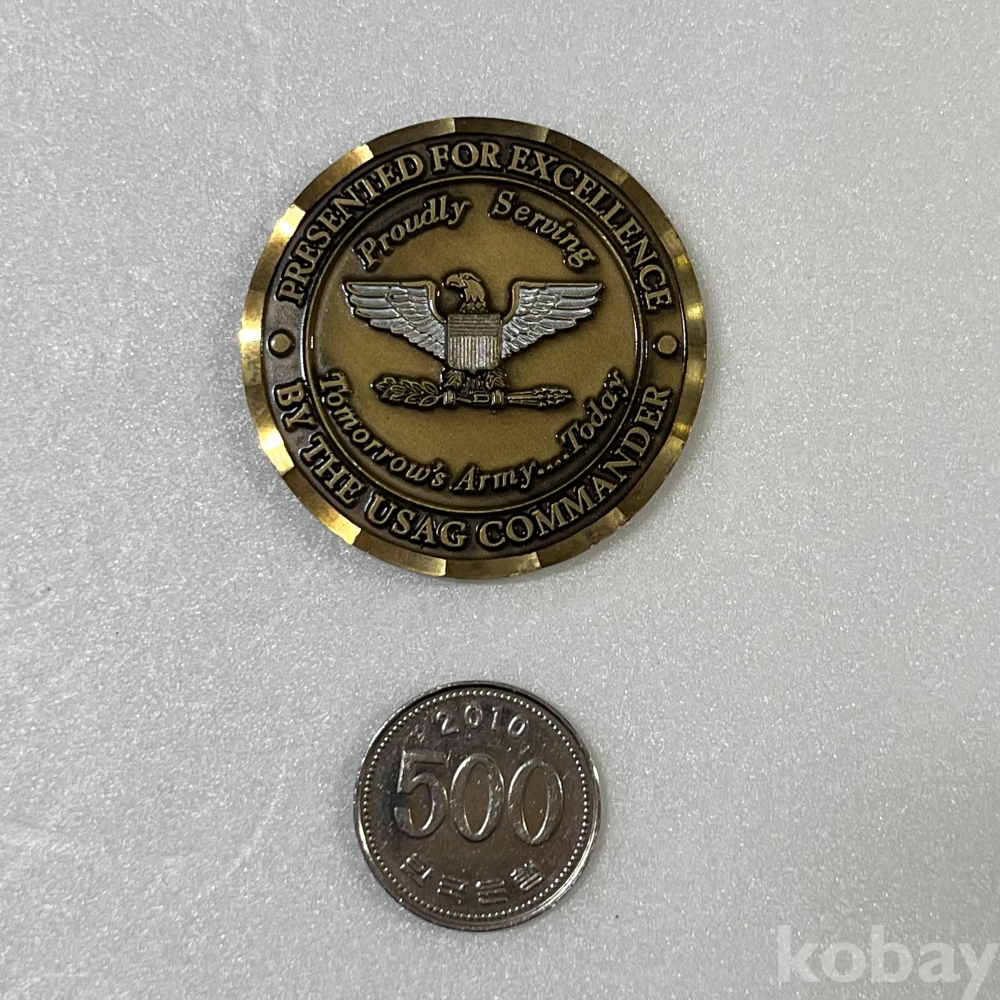 PRESENTED FOR EXCELLENCE
Proudly Serving
Tomorrow's Army....Today
BY THE USAG COMMANDER
2010
500
한국은행
kobay